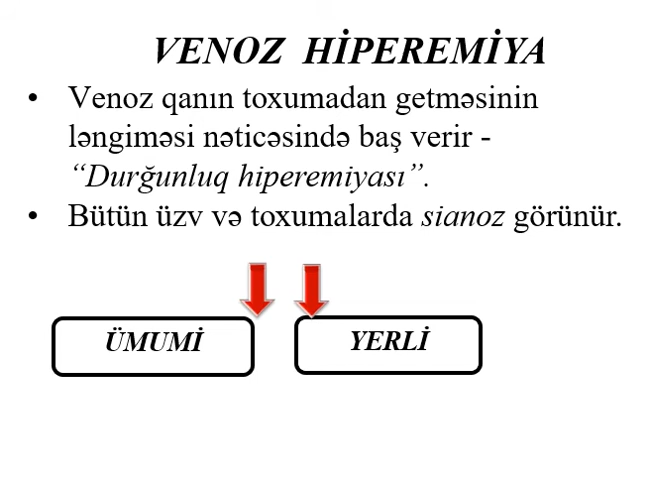 VENOZ HİPEREMİYA
• Venoz qanın toxumadan getməsinin
ləngiməsi nəticəsində baş verir -
“Durğunluq hiperemiyası”.
• Bütün üzv və toxumalarda sianoz görünür.
ÜMUMİ
YERLİ